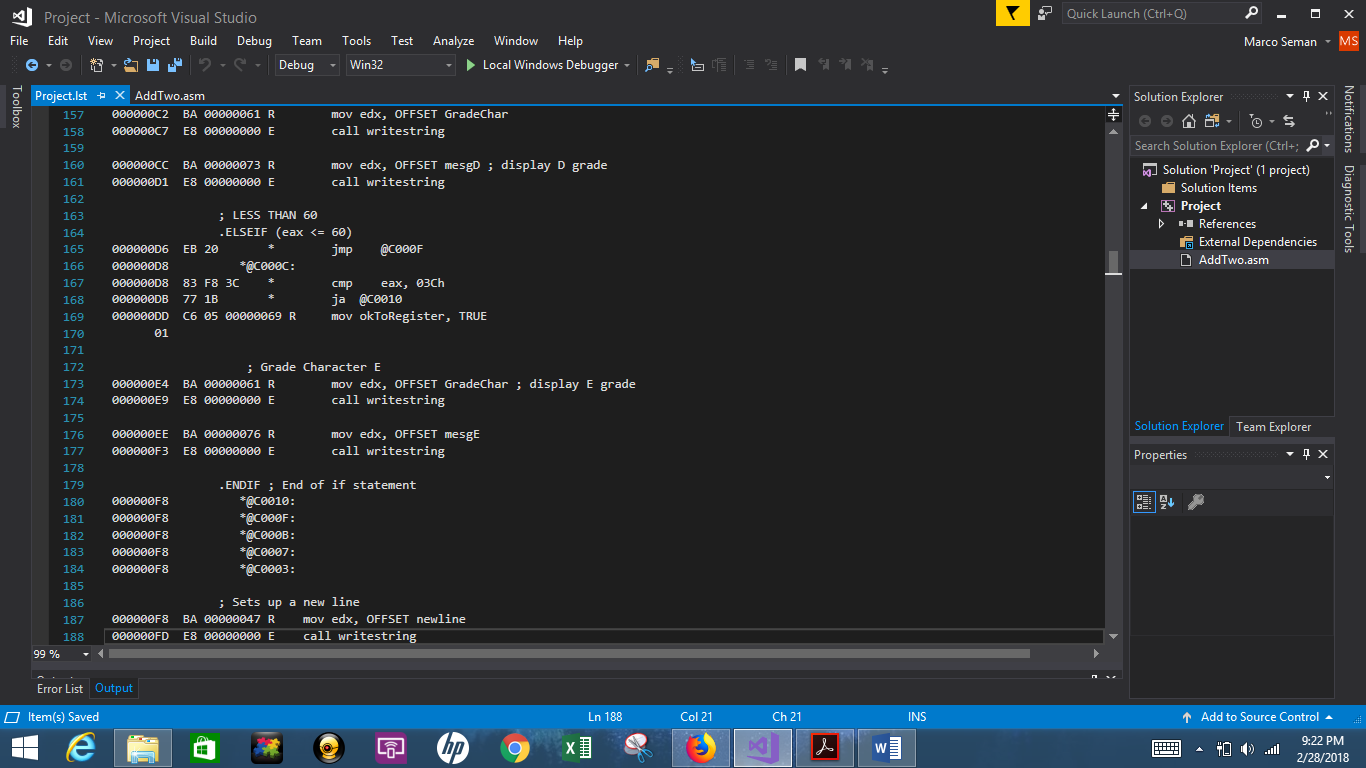 Project - Microsoft Visual Studio
Quick Launch (Ctrl+Q)
File Edit View Project Build Debug Team Tools Test Analyze Window Help
Marco Seman MS
Debug Win32 Local Windows Debugger
Toolbox
Project.lst AddTwo.asm
157 000000C2 BA 00000061 R mov edx, OFFSET GradeChar
158 000000C7 E8 00000000 E call writestring
159
160 000000CC BA 00000073 R mov edx, OFFSET mesgD ; display D grade
161 000000D1 E8 00000000 E call writestring
162
163 ; LESS THAN 60
164 .ELSEIF (eax <= 60)
165 000000D6 EB 20 * jmp @C000F
166 000000D8 *@C000C:
167 000000D8 83 F8 3C * cmp eax, 03Ch
168 000000DB 77 1B * ja @C0010
169 000000DD C6 05 00000069 R mov okToRegister, TRUE
170 01
171
172 ; Grade Character E
173 000000E4 BA 00000061 R mov edx, OFFSET GradeChar ; display E grade
174 000000E9 E8 00000000 E call writestring
175
176 000000EE BA 00000076 R mov edx, OFFSET mesgE
177 000000F3 E8 00000000 E call writestring
178
179 .ENDIF ; End of if statement
180 000000F8 *@C0010:
181 000000F8 *@C000F:
182 000000F8 *@C000B:
183 000000F8 *@C0007:
184 000000F8 *@C0003:
185
186 ; Sets up a new line
187 000000F8 BA 00000047 R mov edx, OFFSET newline
188 000000FD E8 00000000 E call writestring
99 %
Error List Output
Solution Explorer
Search Solution Explorer (Ctrl+;
Solution 'Project' (1 project)
Solution Items
Project
References
External Dependencies
AddTwo.asm
Solution Explorer Team Explorer
Properties
Notifications
Diagnostic Tools
Item(s) Saved Ln 188 Col 21 Ch 21 INS Add to Source Control
9:22 PM
2/28/2018